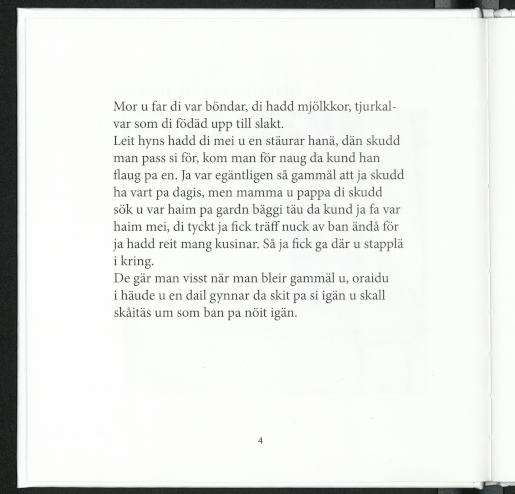 Mor u far di var böndar, di hadd mjölkkor, tjurkal-
var som di födäd upp till slakt.
Leit hyns hadd di mei u en stäurar hanä, dän skudd
man pass si för, kom man för naug da kund han
flaug pa en. Ja var egäntligen så gammäl att ja skudd
ha vart pa dagis, men mamma u pappa di skudd
sök u var haim pa gardn bäggi täu da kund ja fa var
haim mei, di tyckt ja fick träff nuck av ban ändå för
ja hadd reit mang kusinar. Så ja fick ga där u stapplä
i kring.
De gär man visst när man bleir gammäl u, oraidu
i häude u en dail gynnar da skit pa si igän u skall
skåitäs um som ban pa nöit igän.
4